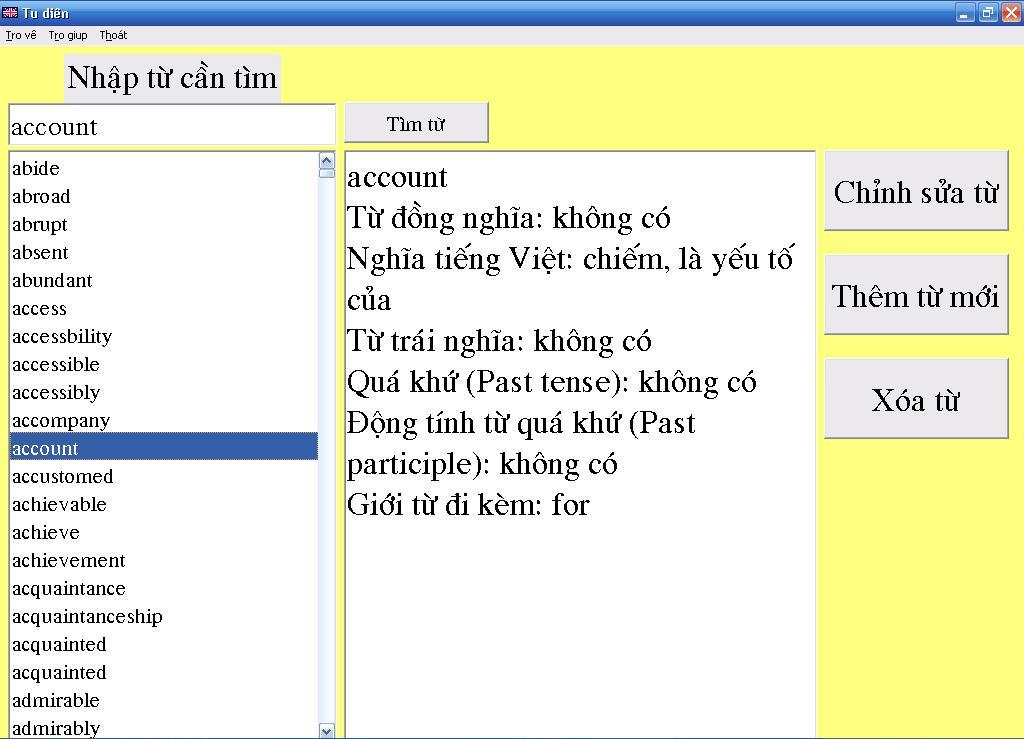 Tu diên
Tro vê Tro giup Thoát
Nhập từ cần tìm
account
Tìm từ
abide
abroad
abrupt
absent
abundant
access
accessbility
accessible
accessibly
accompany
account
accustomed
achievable
achieve
achievement
acquaintance
acquaintanceship
acquainted
acquainted
admirable
admirably
account
Từ đồng nghĩa: không có
Nghĩa tiếng Việt: chiếm, là yếu tố
của
Từ trái nghĩa: không có
Quá khứ (Past tense): không có
Động tính từ quá khứ (Past
participle): không có
Giới từ đi kèm: for
Chỉnh sửa từ
Thêm từ mới
Xóa từ